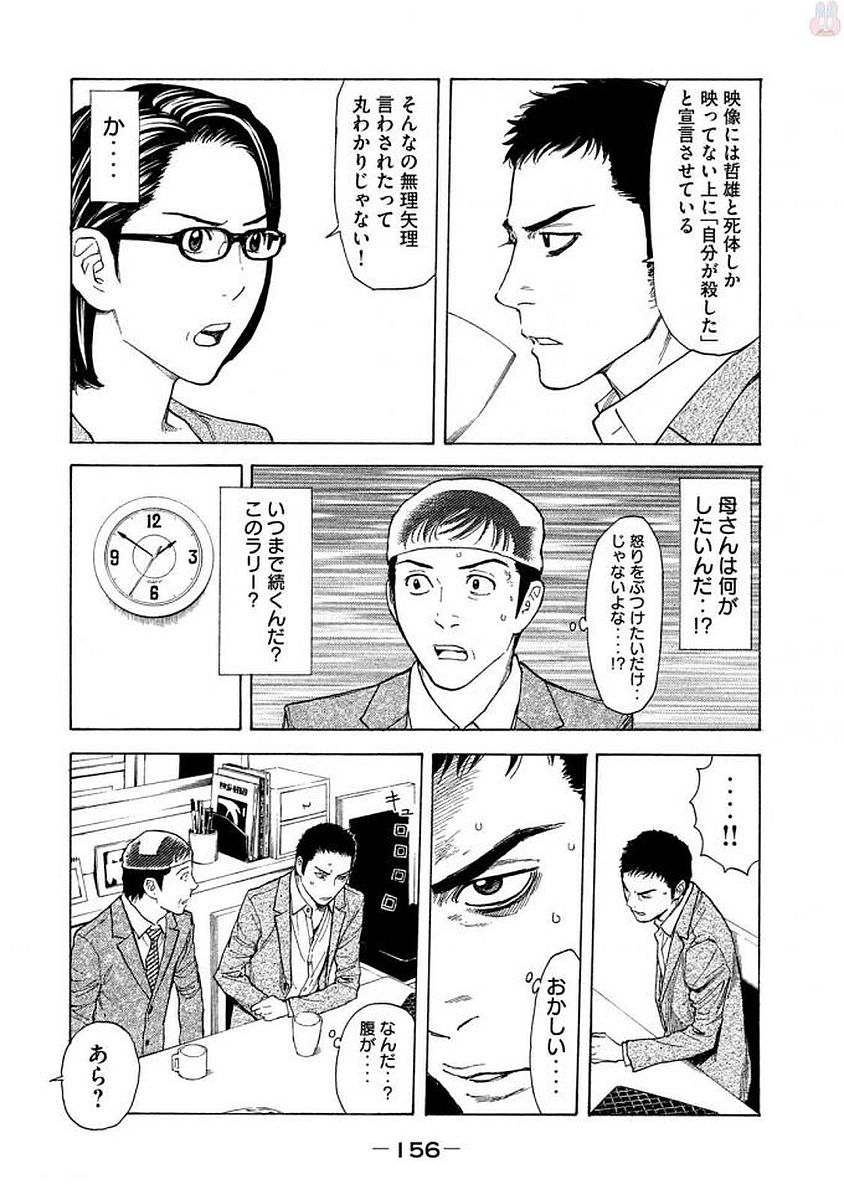 映像には哲雄と死体しか
映ってない上に「自分が殺した」
と宣言させている
そんなの無理矢理
言わされたって
丸わかりじゃない!
か‥‥
母さんは何が
したいんだ‥!?
怒りをぶつけたいだけ‥
じゃないよな‥‥!?
いつまで続くんだ?
このラリー?
12
3
6
9
‥‥!!
おかしい‥‥
キュロロロ
なんだ‥?
腹が‥‥
あら?
-156-